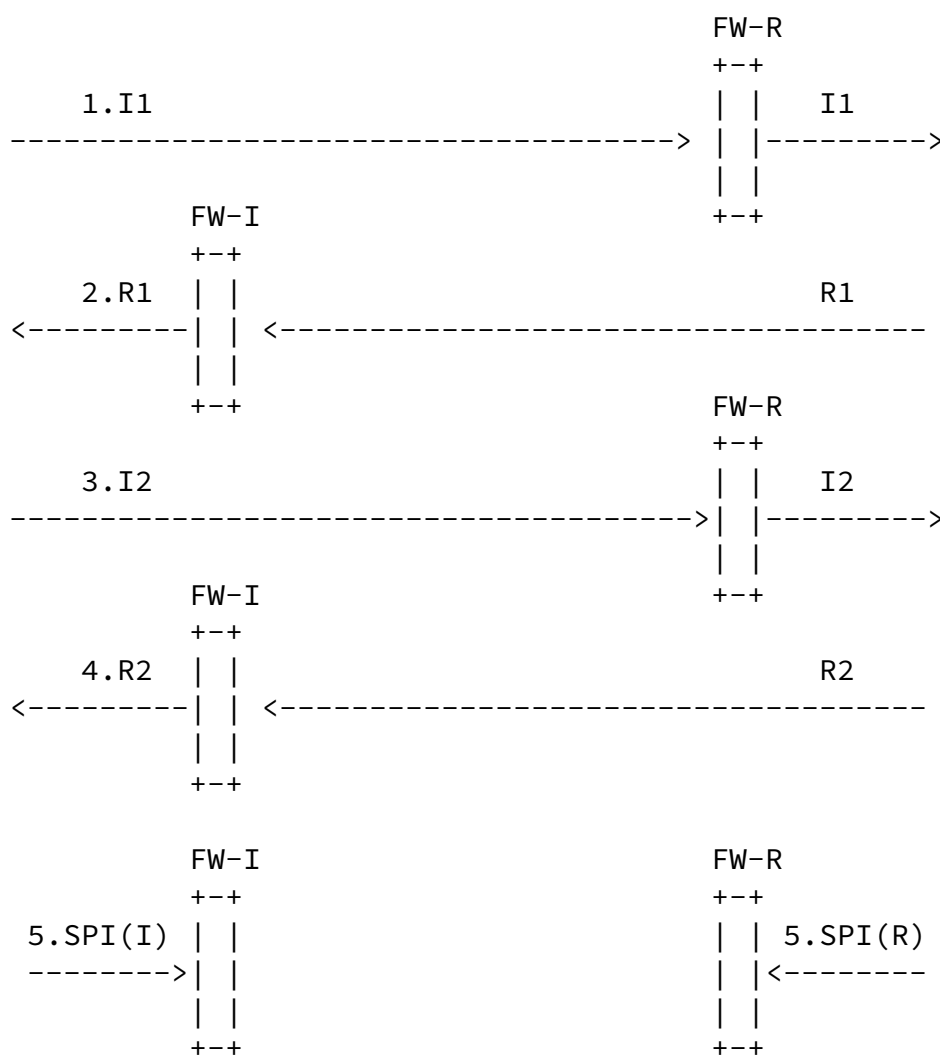 FW-R
+-+
1.I1 | | I1
-------------------------------------> | |--------->
| |
FW-I +-+
+-+
2.R1 | | R1
<---------| | <------------------------------------
| |
+-+ FW-R
+-+
3.I2 | | I2
-------------------------------------->| |--------->
| |
FW-I +-+
+-+
4.R2 | | R2
<---------| | <------------------------------------
| |
+-+
FW-I FW-R
+-+ +-+
5.SPI(I) | | | | 5.SPI(R)
-------->| | | |<--------
| | | |
+-+ +-+